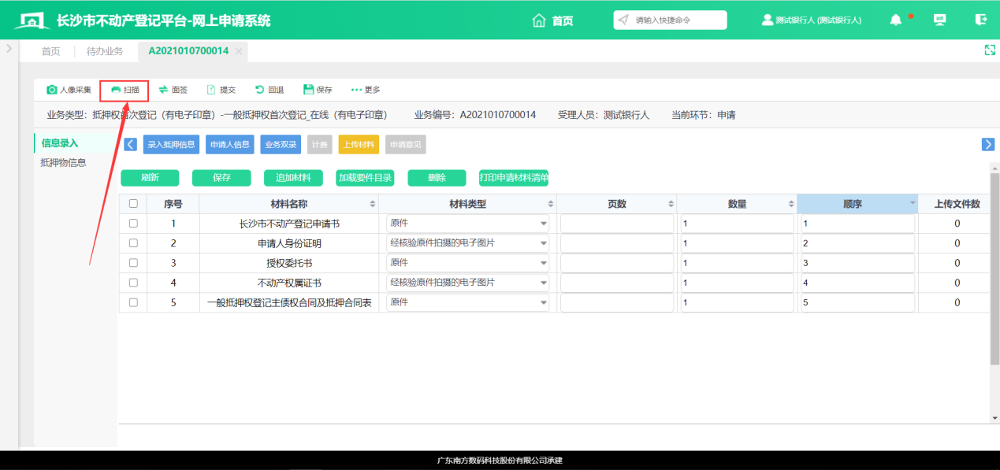 长沙市不动产登记平台-网上申请系统 首页 请输入快捷命令 测试银行人 (测试银行人)
首页 待办业务 A2021010700014
人像采集 扫描 面签 提交 回退 保存 更多
业务类型：抵押权首次登记（有电子印章）-一般抵押权首次登记_在线（有电子印章） 业务编号：A2021010700014 受理人员：测试银行人 当前环节：申请
信息录入 录入抵押信息 申请人信息 业务双录 计费 上传材料 申请意见
抵押物信息
刷新 保存 追加材料 加载要件目录 删除 打印申请材料清单
序号 材料名称 材料类型 页数 数量 顺序 上传文件数
1 长沙市不动产登记申请书 原件 1 1 0
2 申请人身份证明 经核验原件拍摄的电子图片 1 2 0
3 授权委托书 原件 1 3 0
4 不动产权属证书 经核验原件拍摄的电子图片 1 4 0
5 一般抵押权登记主债权合同及抵押合同表 原件 1 5 0
广东南方数码科技股份有限公司承建